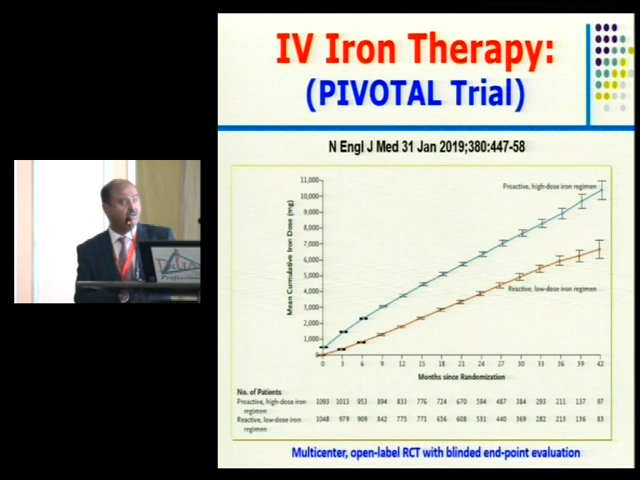 IV Iron Therapy:
(PIVOTAL Trial)
N Engl J Med 31 Jan 2019;380:447-58
Mean Cumulative Iron Dose (mg)
11,000
10,000
9,000
8,000
7,000
6,000
5,000
4,000
3,000
2,000
1,000
0
Proactive, high-dose iron regimen
Reactive, low-dose iron regimen
0 3 6 9 12 15 18 21 24 27 30 33 36 39 42
Months since Randomization
No. of Patients
Proactive, high-dose iron regimen 1093 1013 953 894 833 776 724 670 594 487 384 293 211 137 97
Reactive, low-dose iron regimen 1048 979 909 842 775 771 656 608 531 440 369 282 213 156 83
Multicenter, open-label RCT with blinded end-point evaluation